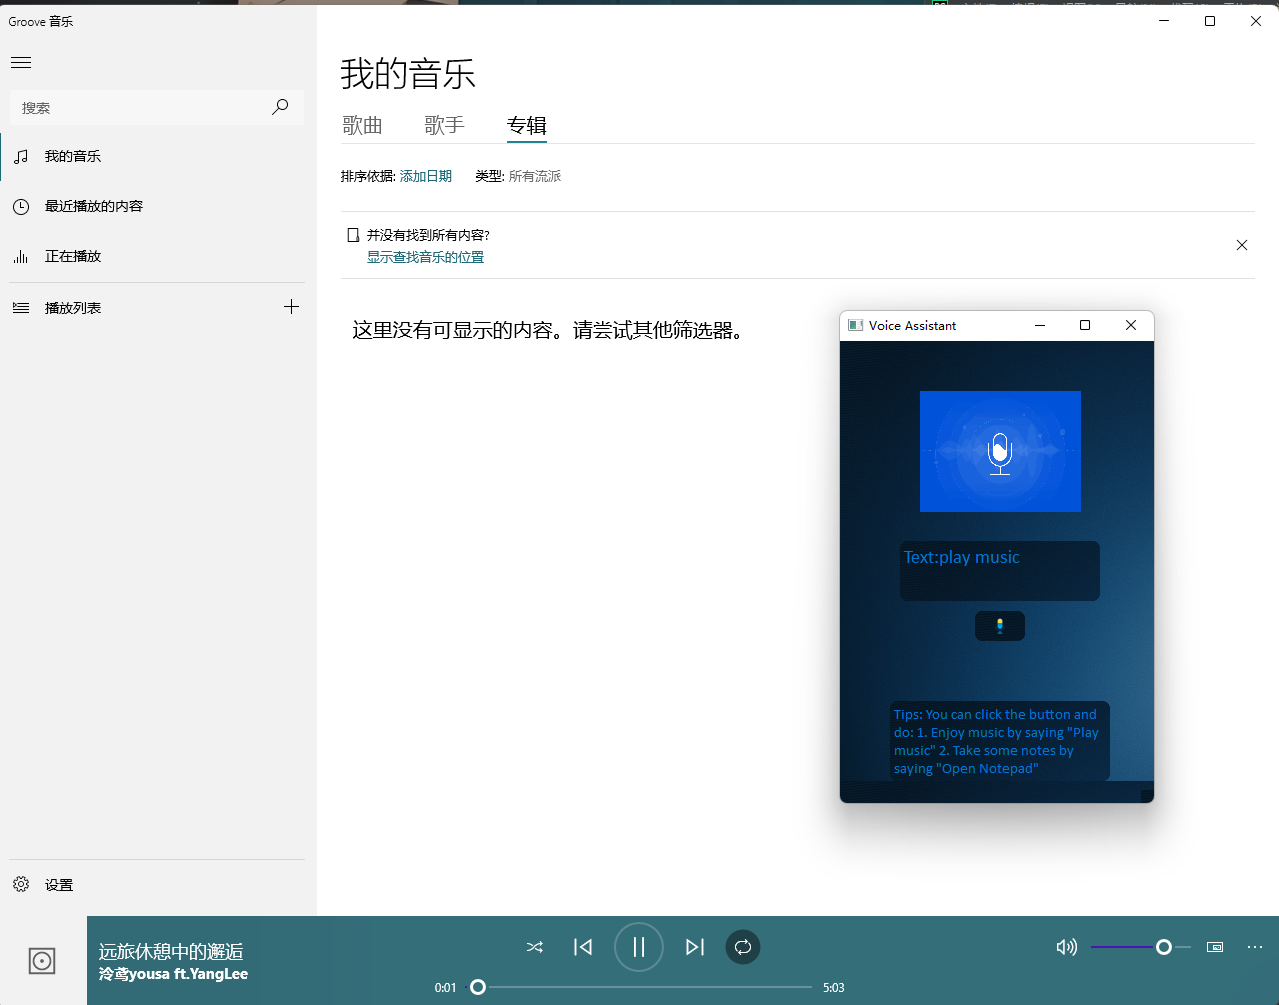 Groove 音乐
搜索
我的音乐
最近播放的内容
正在播放
播放列表
设置
我的音乐
歌曲 歌手 专辑
排序依据: 添加日期 类型: 所有流派
并没有找到所有内容?
显示查找音乐的位置
这里没有可显示的内容。请尝试其他筛选器。
Voice Assistant
Text:play music
Tips: You can click the button and
do: 1. Enjoy music by saying "Play
music" 2. Take some notes by
saying "Open Notepad"
远旅休憩中的邂逅
泠鸢yousa ft.YangLee
0:01 5:03